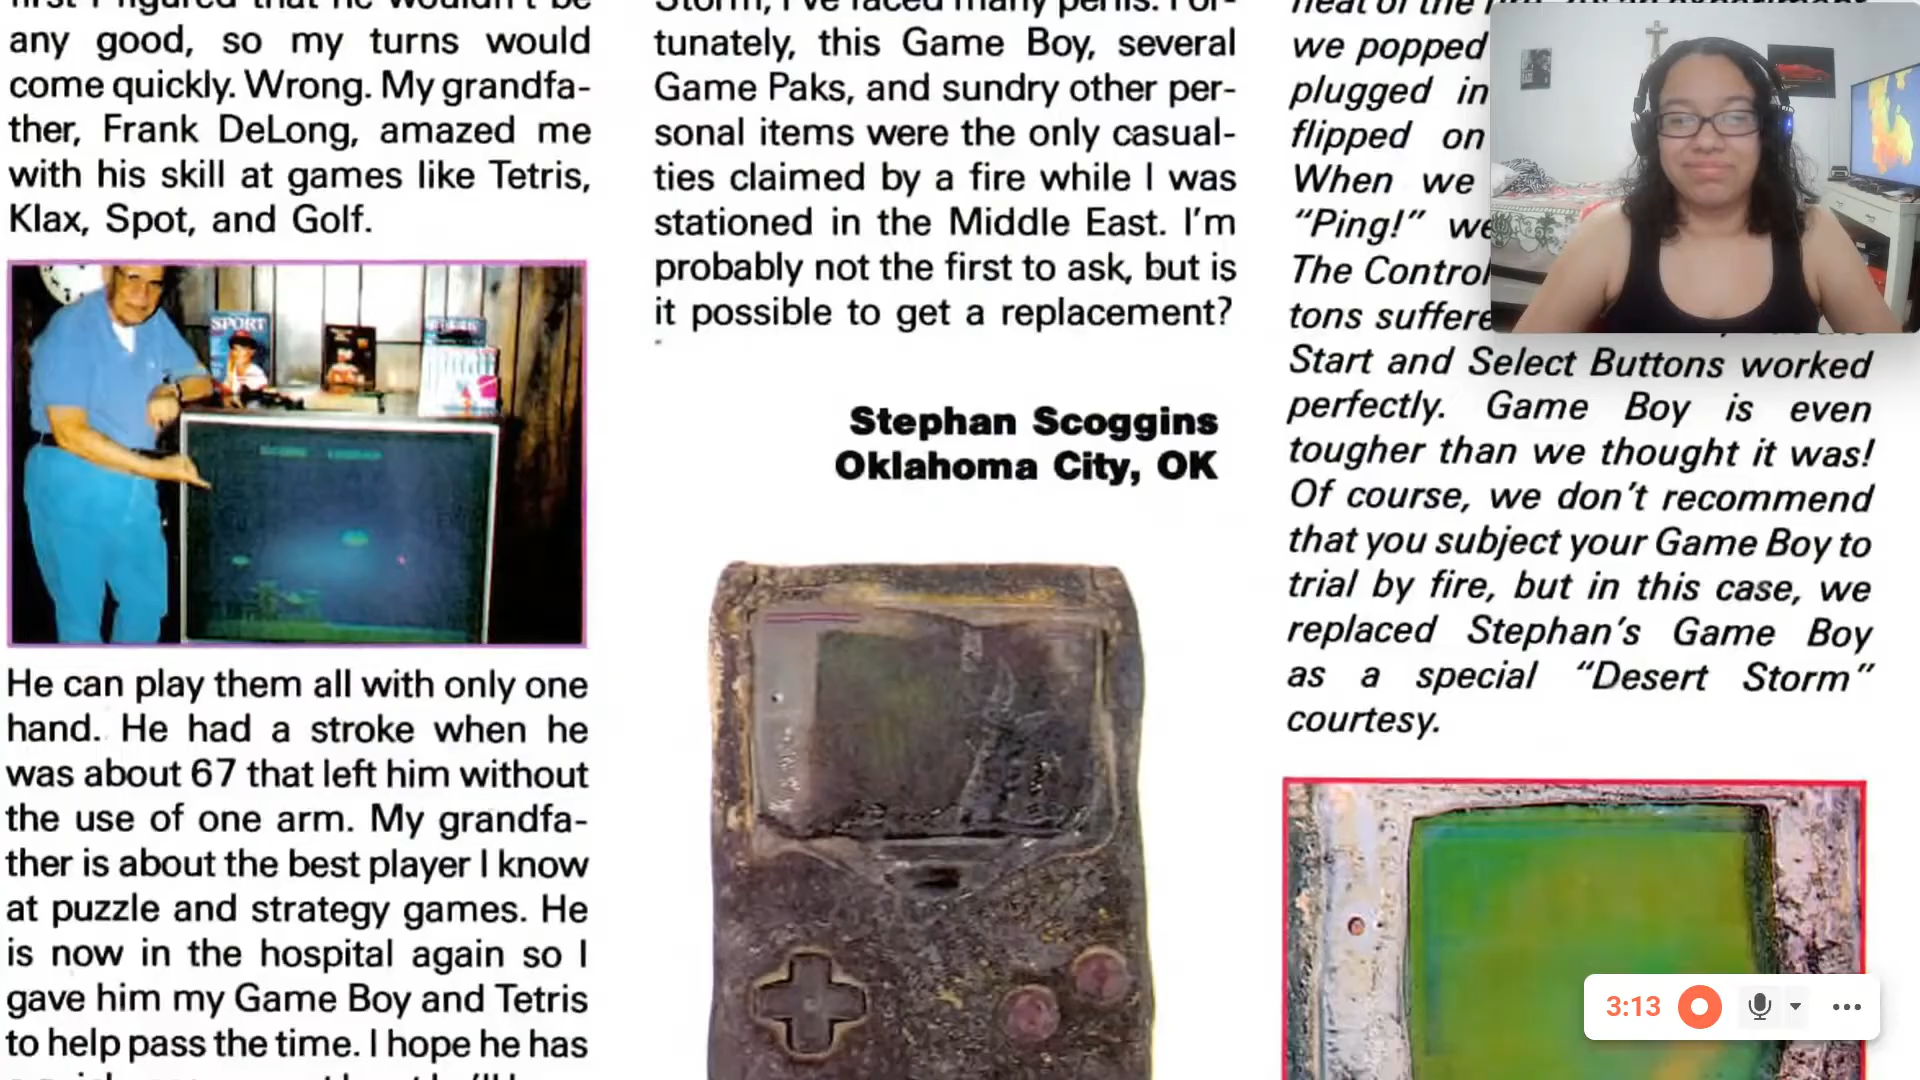 any good, so my turns would
come quickly. Wrong. My grandfa-
ther, Frank DeLong, amazed me
with his skill at games like Tetris,
Klax, Spot, and Golf.
SPORT
He can play them all with only one
hand. He had a stroke when he
was about 67 that left him without
the use of one arm. My grandfa-
ther is about the best player I know
at puzzle and strategy games. He
is now in the hospital again so I
gave him my Game Boy and Tetris
to help pass the time. I hope he has
tunately, this Game Boy, several
Game Paks, and sundry other per-
sonal items were the only casual-
ties claimed by a fire while I was
stationed in the Middle East. I'm
probably not the first to ask, but is
it possible to get a replacement?
Stephan Scoggins
Oklahoma City, OK
we popped
plugged in
flipped on
When we
"Ping!" we
The Control
tons suffere
Start and Select Buttons worked
perfectly. Game Boy is even
tougher than we thought it was!
Of course, we don't recommend
that you subject your Game Boy to
trial by fire, but in this case, we
replaced Stephan's Game Boy
as a special "Desert Storm"
courtesy.
3:13